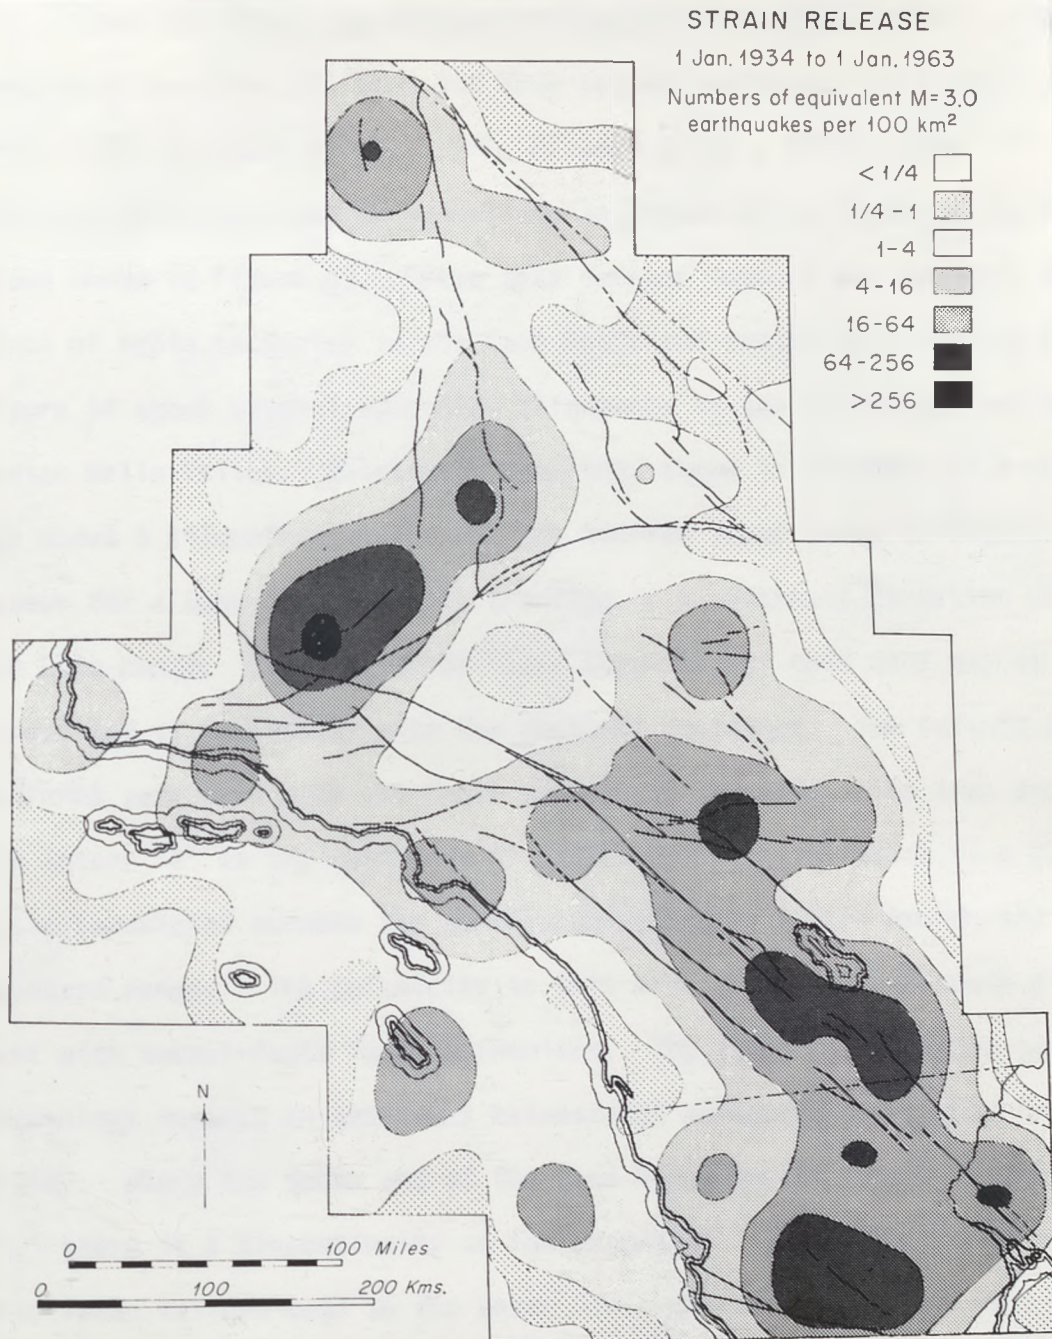 STRAIN RELEASE
1 Jan. 1934 to 1 Jan. 1963
Numbers of equivalent M=3.0
earthquakes per 100 km²
<1/4
1/4-1
1-4
4-16
16-64
64-256
>256
N
0 100 Miles
0 100 200 Kms.